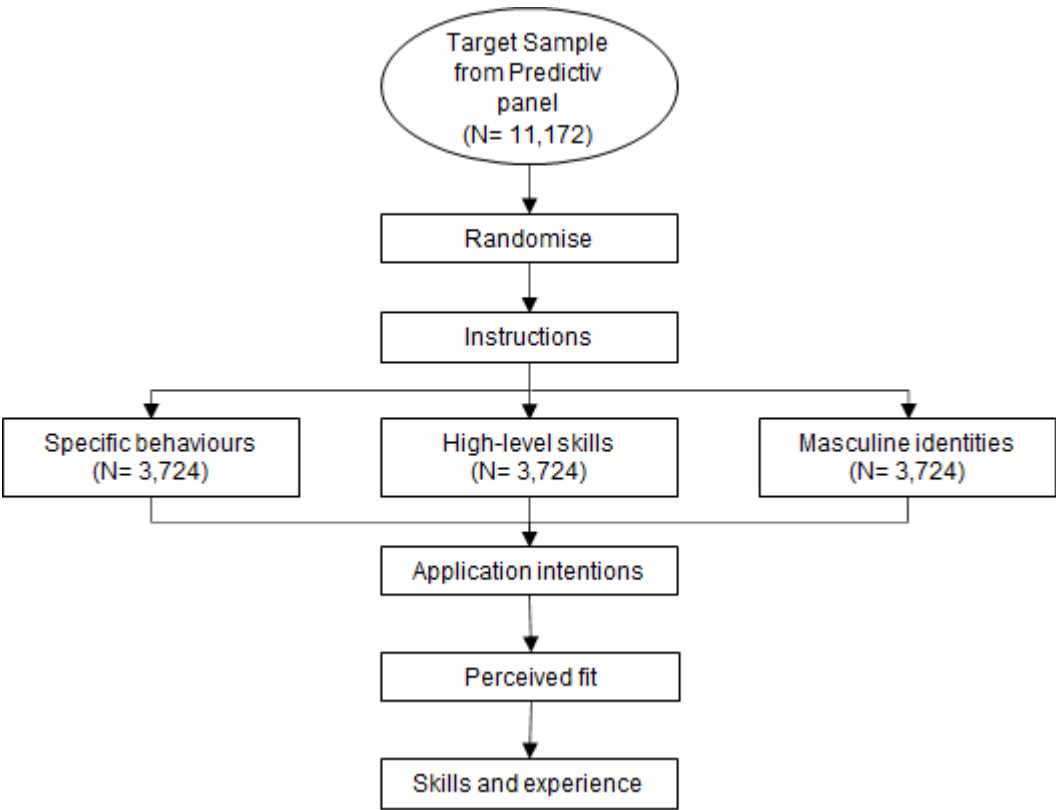 Target Sample
from Predictiv
panel
(N= 11,172)
Randomise
Instructions
Specific behaviours
(N= 3,724)
High-level skills
(N= 3,724)
Masculine identities
(N= 3,724)
Application intentions
Perceived fit
Skills and experience